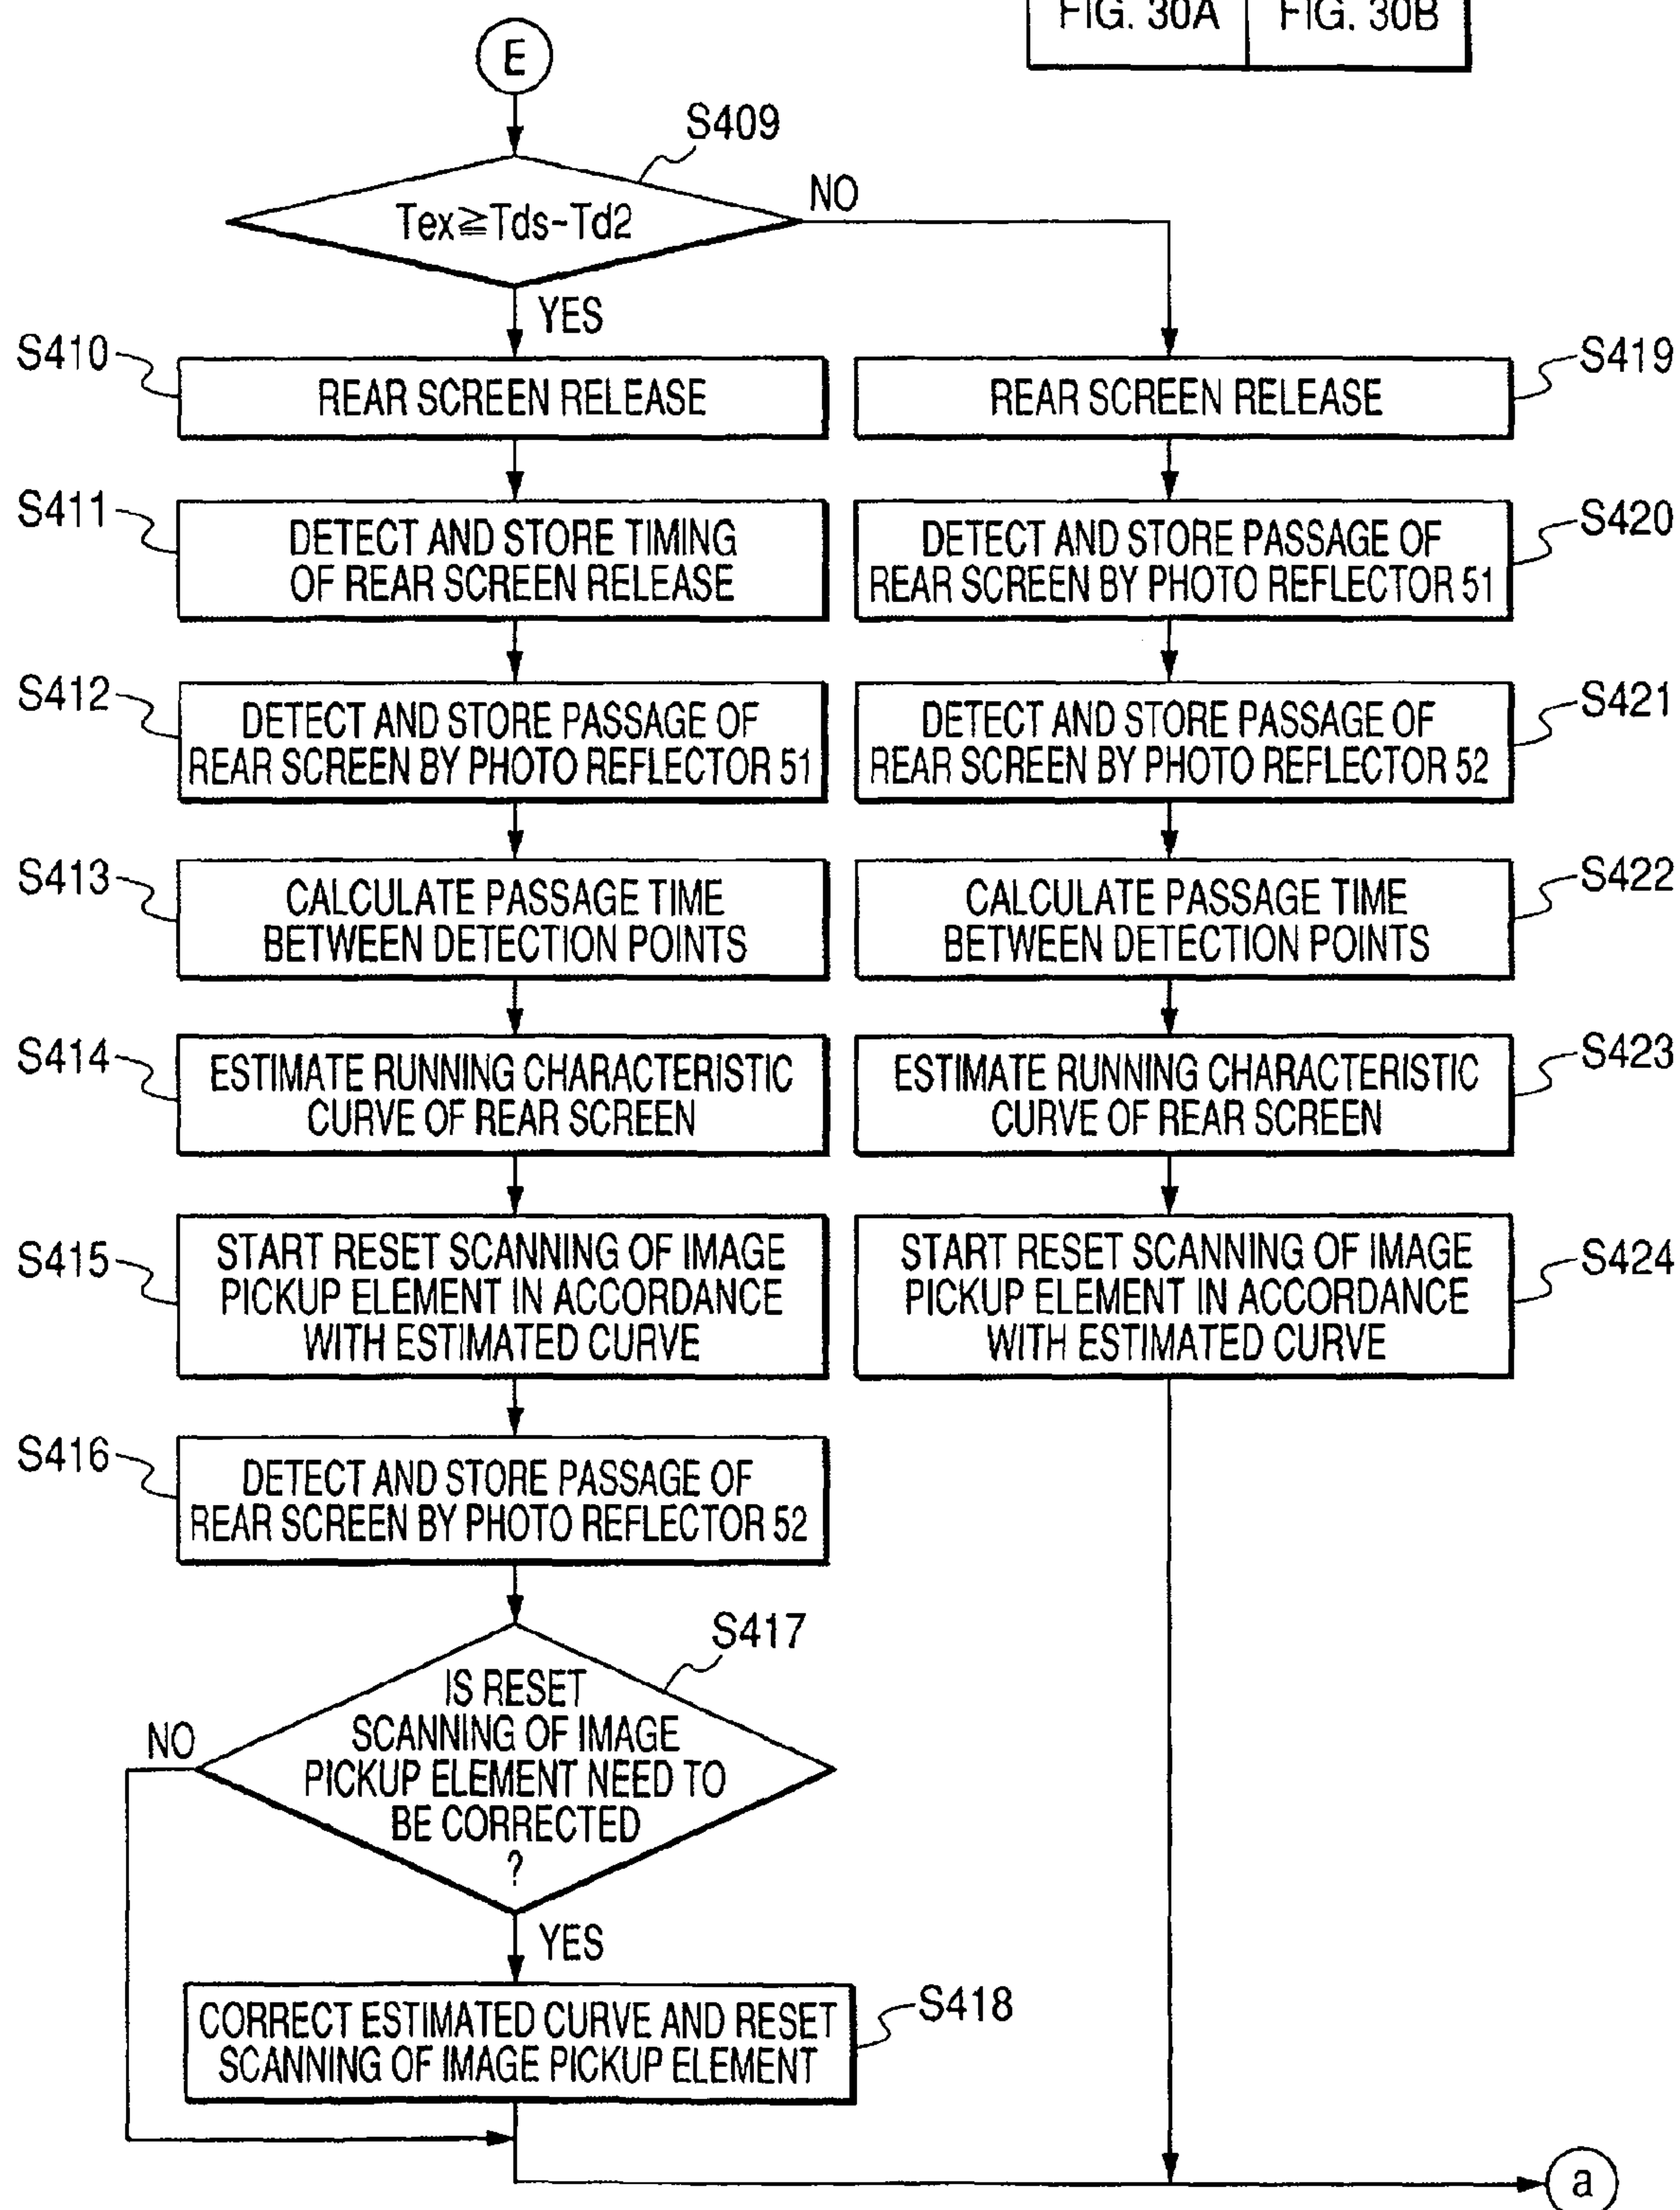 FIG. 30A FIG. 30B
E
S409
Tex≧Tds-Td2
NO
YES
S410
REAR SCREEN RELEASE
S411
DETECT AND STORE TIMING
OF REAR SCREEN RELEASE
S412
DETECT AND STORE PASSAGE OF
REAR SCREEN BY PHOTO REFLECTOR 51
S413
CALCULATE PASSAGE TIME
BETWEEN DETECTION POINTS
S414
ESTIMATE RUNNING CHARACTERISTIC
CURVE OF REAR SCREEN
S415
START RESET SCANNING OF IMAGE
PICKUP ELEMENT IN ACCORDANCE
WITH ESTIMATED CURVE
S416
DETECT AND STORE PASSAGE OF
REAR SCREEN BY PHOTO REFLECTOR 52
S417
IS RESET
SCANNING OF IMAGE
PICKUP ELEMENT NEED TO
BE CORRECTED
?
NO
YES
S418
CORRECT ESTIMATED CURVE AND RESET
SCANNING OF IMAGE PICKUP ELEMENT
REAR SCREEN RELEASE
S419
DETECT AND STORE PASSAGE OF
REAR SCREEN BY PHOTO REFLECTOR 51
S420
DETECT AND STORE PASSAGE OF
REAR SCREEN BY PHOTO REFLECTOR 52
S421
CALCULATE PASSAGE TIME
BETWEEN DETECTION POINTS
S422
ESTIMATE RUNNING CHARACTERISTIC
CURVE OF REAR SCREEN
S423
START RESET SCANNING OF IMAGE
PICKUP ELEMENT IN ACCORDANCE
WITH ESTIMATED CURVE
S424
a